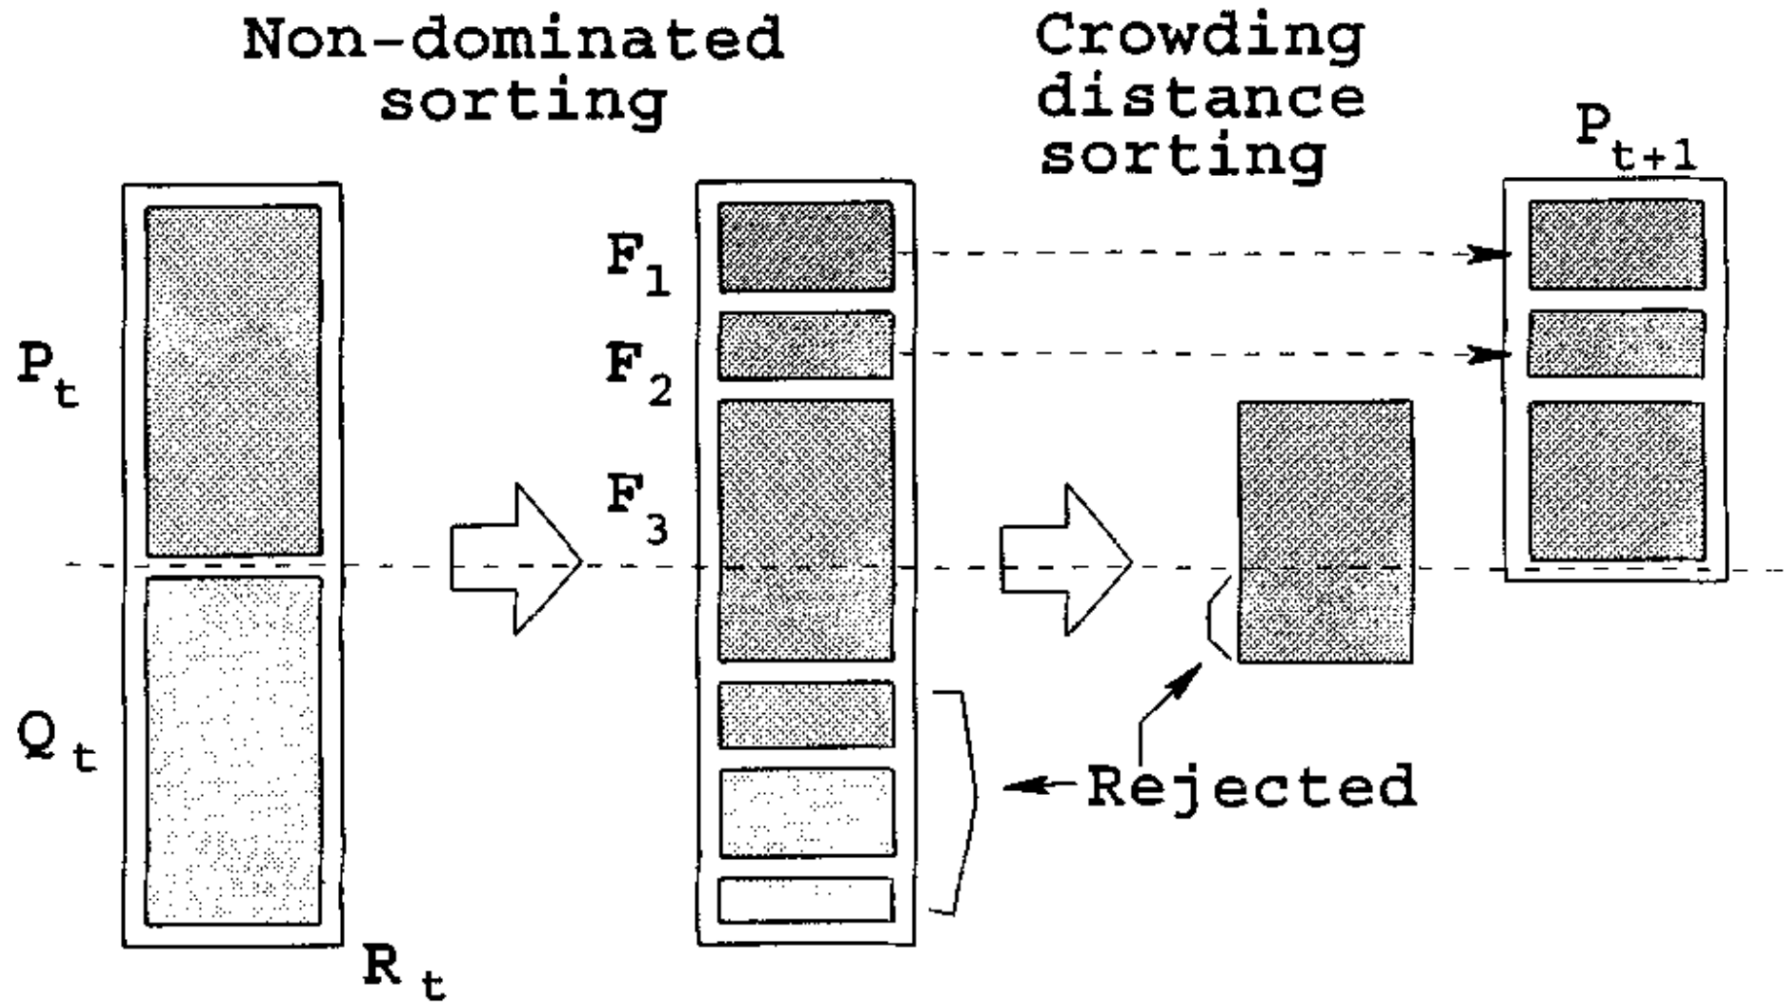 Non-dominated
sorting
Crowding
distance
sorting
P t+1
F 1
F 2
P t
F 3
Q t
Rejected
R t